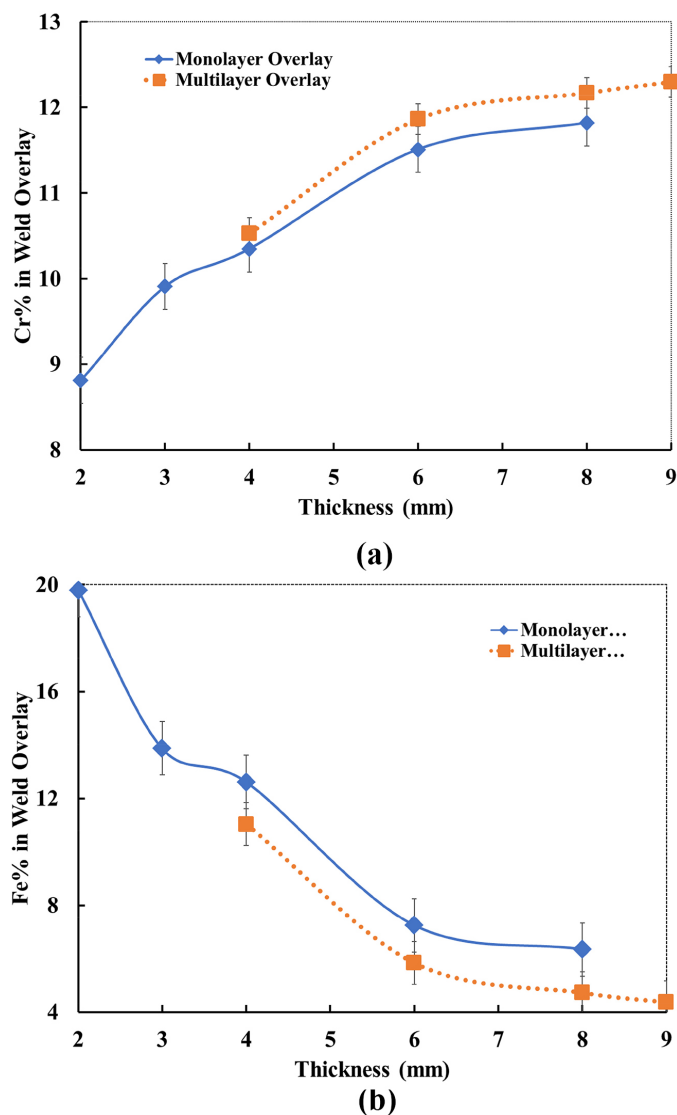 13
12
11
10
9
8
Cr% in Weld Overlay
Monolayer Overlay
Multilayer Overlay
2 3 4 5 6 7 8 9
Thickness (mm)
(a)
20
16
12
8
4
Fe% in Weld Overlay
Monolayer…
Multilayer…
2 3 4 5 6 7 8 9
Thickness (mm)
(b)